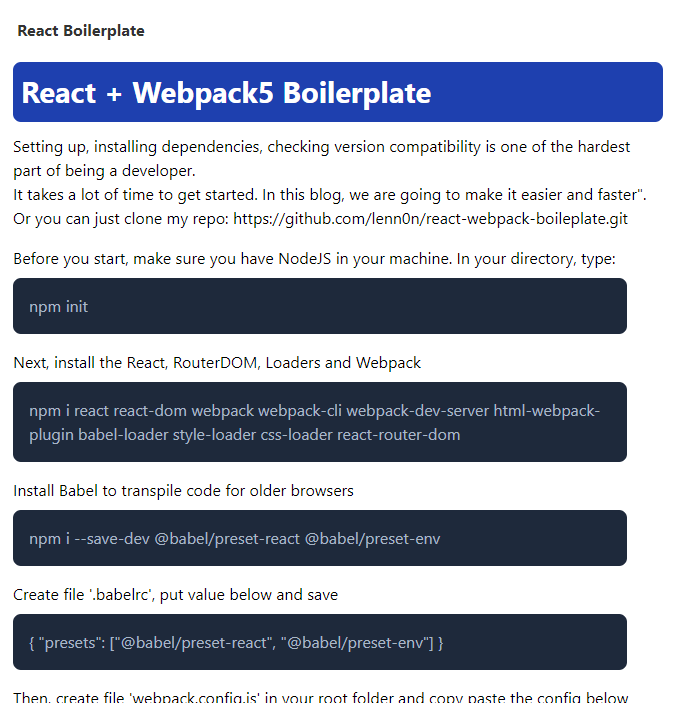 React Boilerplate
React + Webpack5 Boilerplate
Setting up, installing dependencies, checking version compatibility is one of the hardest
part of being a developer.
It takes a lot of time to get started. In this blog, we are going to make it easier and faster".
Or you can just clone my repo: https://github.com/lenn0n/react-webpack-boileplate.git
Before you start, make sure you have NodeJS in your machine. In your directory, type:
npm init
Next, install the React, RouterDOM, Loaders and Webpack
npm i react react-dom webpack webpack-cli webpack-dev-server html-webpack-
plugin babel-loader style-loader css-loader react-router-dom
Install Babel to transpile code for older browsers
npm i --save-dev @babel/preset-react @babel/preset-env
Create file '.babelrc', put value below and save
{ "presets": ["@babel/preset-react", "@babel/preset-env"] }
Then, create file 'webpack.config.js' in your root folder and copy paste the config below